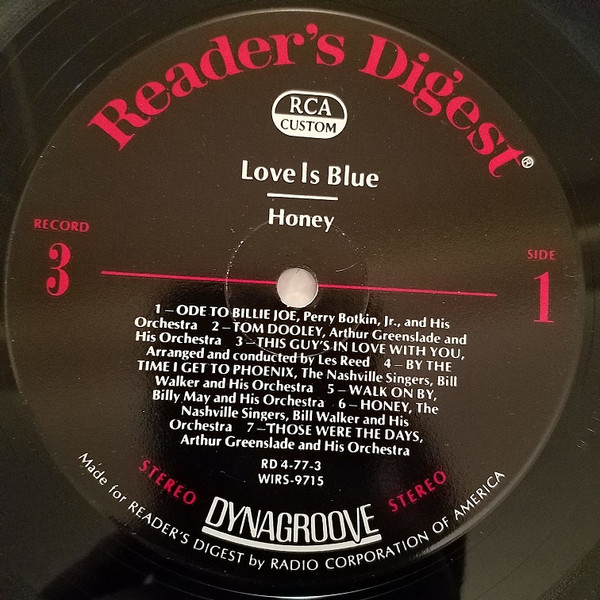 Reader's Digest®
RCA
CUSTOM
Love Is Blue
Honey
RECORD
3
SIDE
1
1–ODE TO BILLIE JOE, Perry Botkin, Jr., and His
Orchestra 2–TOM DOOLEY, Arthur Greenslade and
His Orchestra 3–THIS GUY'S IN LOVE WITH YOU,
Arranged and conducted by Les Reed 4–BY THE
TIME I GET TO PHOENIX, The Nashville Singers, Bill
Walker and His Orchestra 5–WALK ON BY,
Billy May and His Orchestra 6–HONEY, The
Nashville Singers, Bill Walker and His
Orchestra 7–THOSE WERE THE DAYS,
Arthur Greenslade and His Orchestra
RD 4-77-3
WIRS-9715
STEREO DYNAGROOVE STEREO
Made for READER'S DIGEST by RADIO CORPORATION OF AMERICA